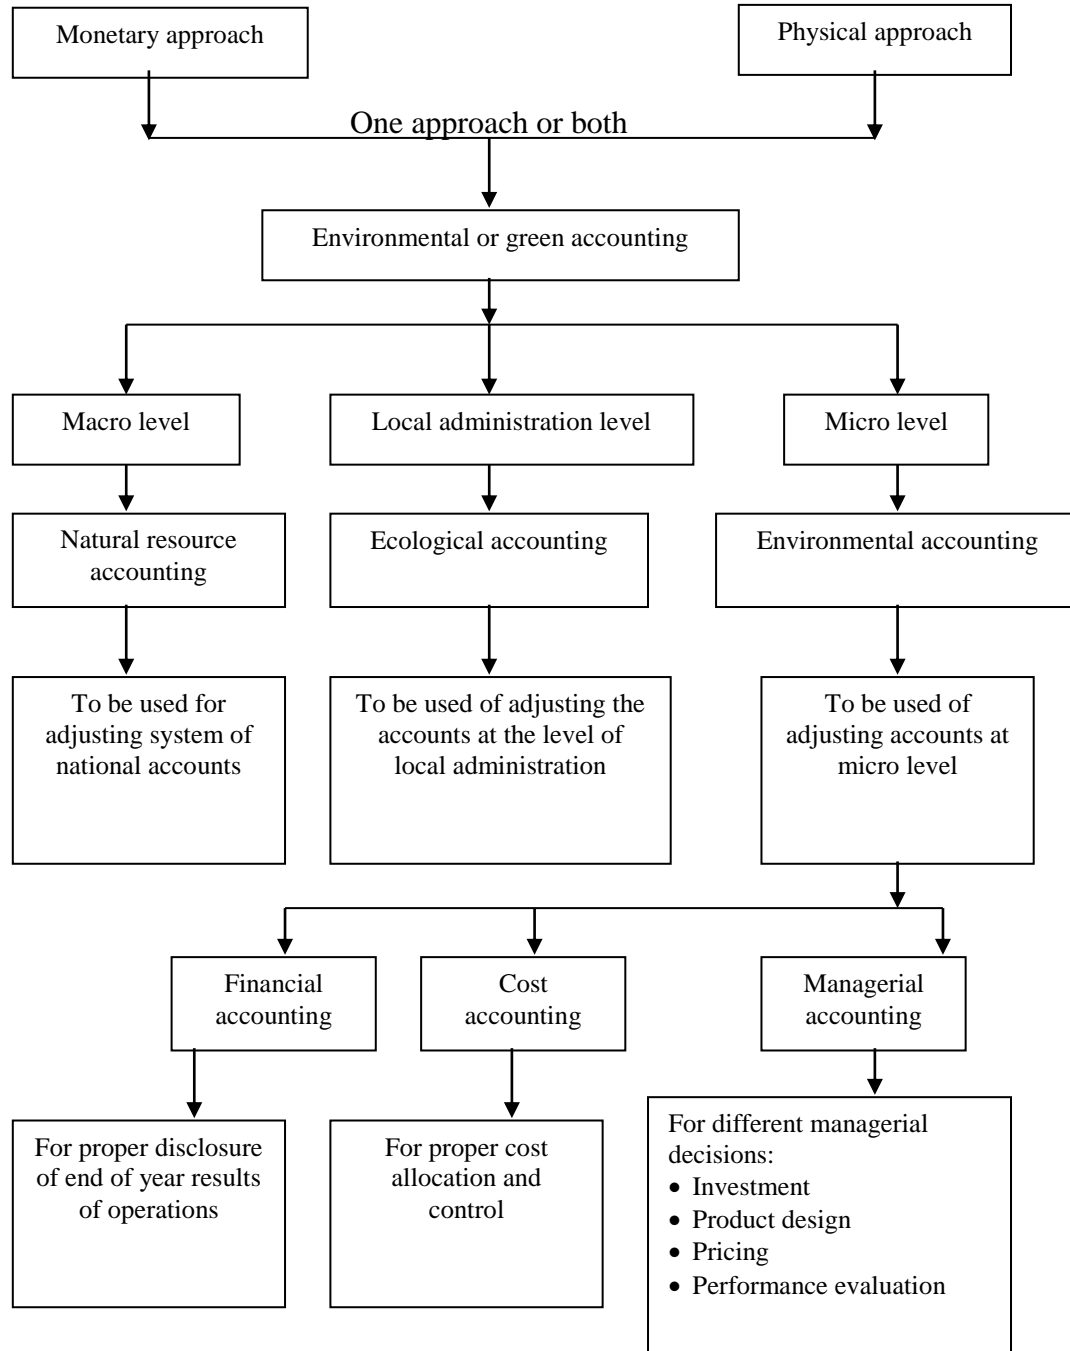 Monetary approach
Physical approach
One approach or both
Environmental or green accounting
Macro level
Local administration level
Micro level
Natural resource
accounting
Ecological accounting
Environmental accounting
To be used for
adjusting system of
national accounts
To be used of adjusting the
accounts at the level of
local administration
To be used of
adjusting accounts at
micro level
Financial
accounting
Cost
accounting
Managerial
accounting
For proper disclosure
of end of year results
of operations
For proper cost
allocation and
control
For different managerial
decisions:
• Investment
• Product design
• Pricing
• Performance evaluation